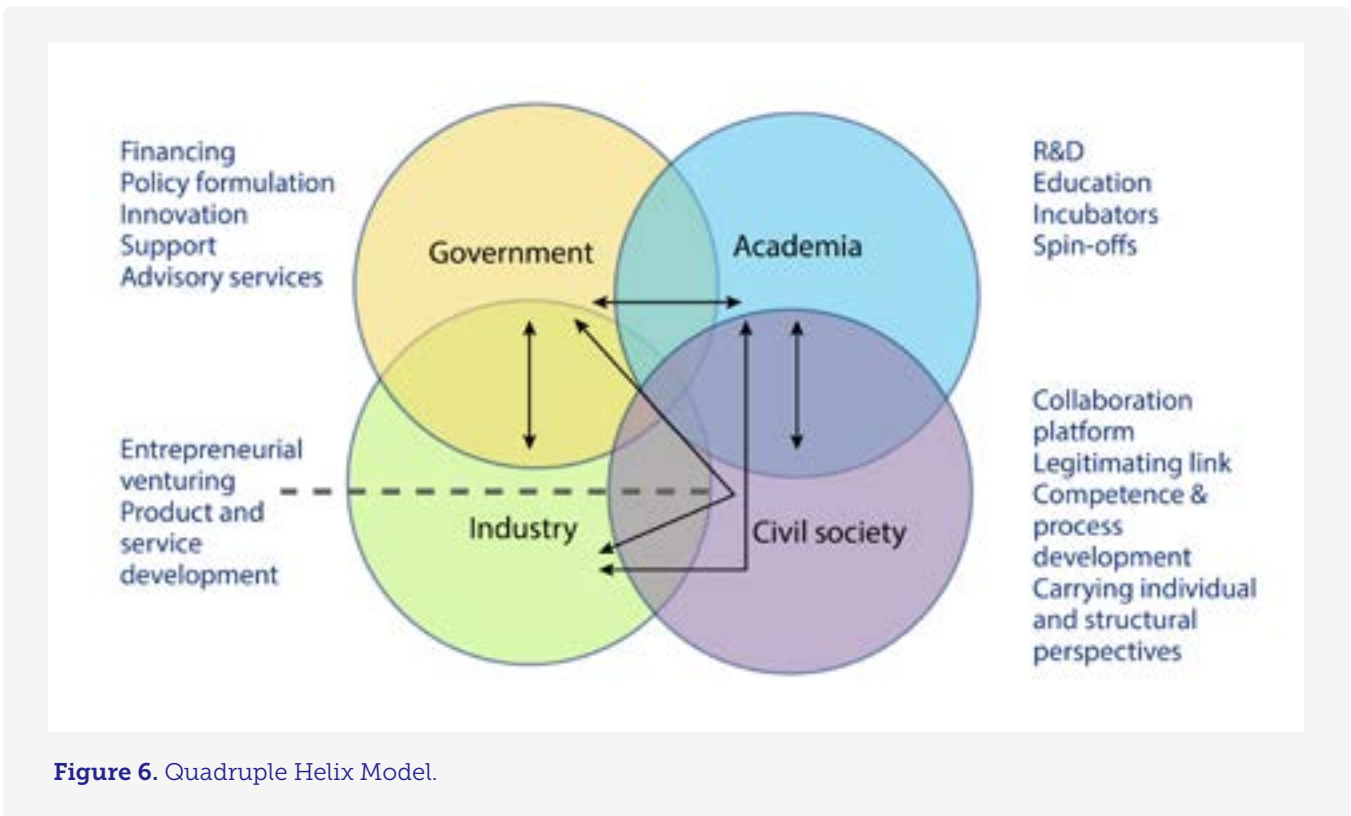 Financing
Policy formulation
Innovation
Support
Advisory services
Government
Academia
R&D
Education
Incubators
Spin-offs
Entrepreneurial
venturing
Product and
service
development
Industry
Civil society
Collaboration
platform
Legitimating link
Competence &
process
development
Carrying individual
and structural
perspectives
Figure 6. Quadruple Helix Model.